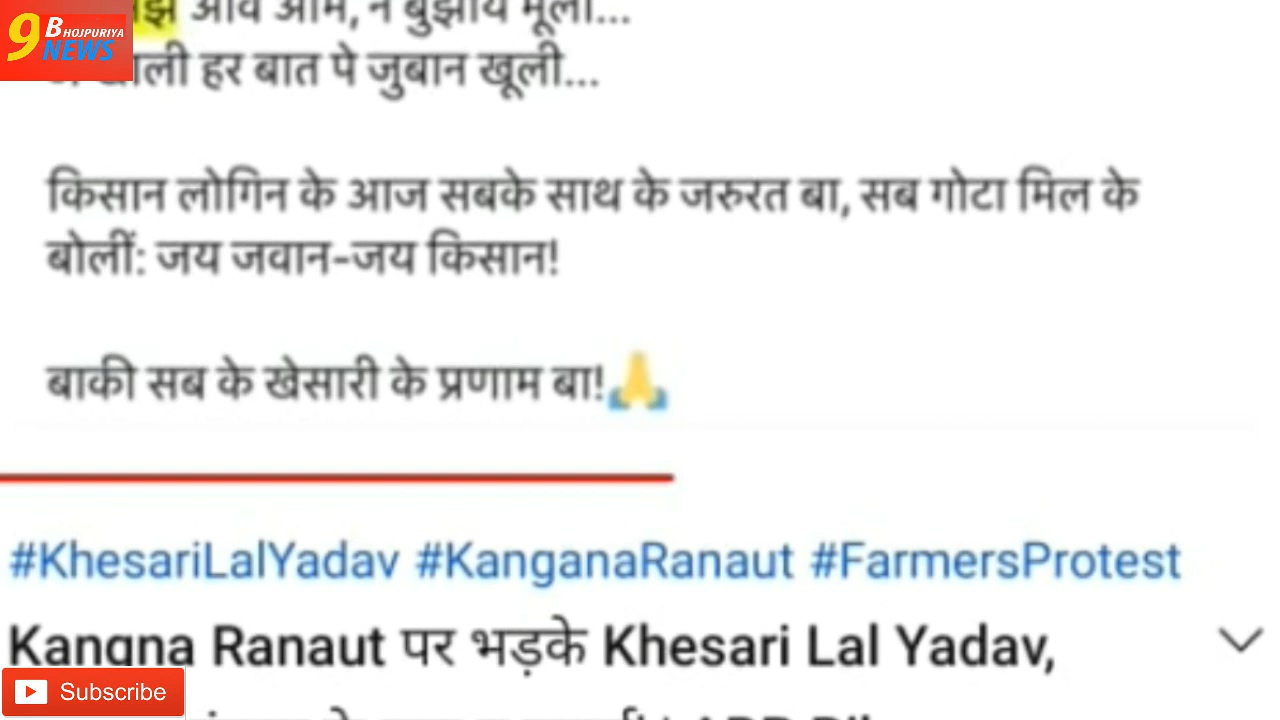 9 BHOJPURIYA NEWS
आवे आम, न बुझाये मूली...
हर बात पे जुबान खूली...
किसान लोगिन के आज सबके साथ के जरुरत बा, सब गोटा मिल के
बोलीं: जय जवान-जय किसान!
बाकी सब के खेसारी के प्रणाम बा!🙏
#KhesariLalYadav #KanganaRanaut #FarmersProtest
Kangna Ranaut पर भड़के Khesari Lal Yadav,
Subscribe